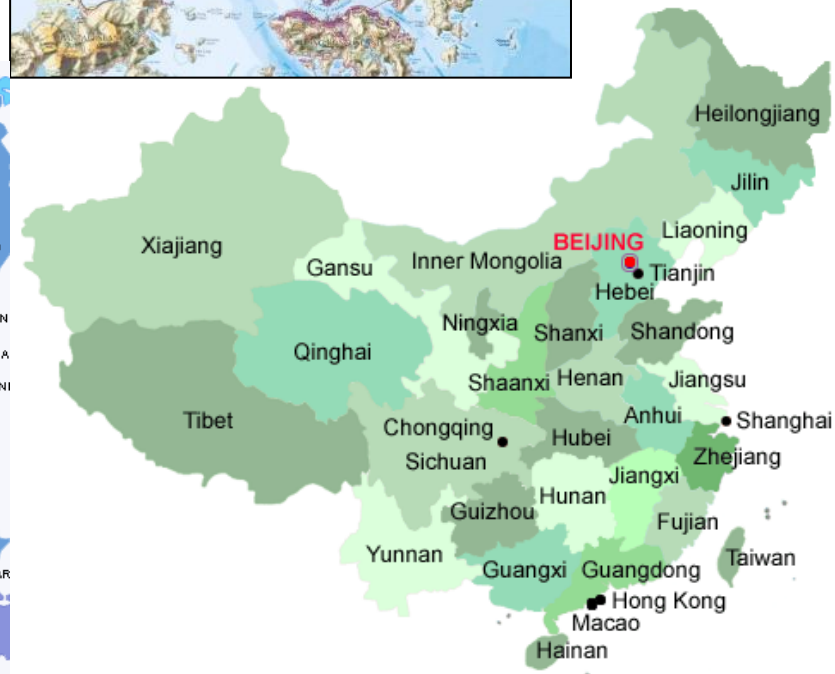 Heilongjiang
Jilin
Liaoning
BEIJING
Xiajiang
Inner Mongolia
Gansu
Tianjin
Hebei
Ningxia
Shanxi
Shandong
Qinghai
Shaanxi
Henan
Jiangsu
Tibet
Anhui
Shanghai
Chongqing
Hubei
Zhejiang
Sichuan
Jiangxi
Hunan
Guizhou
Fujian
Yunnan
Taiwan
Guangxi
Guangdong
Hong Kong
Macao
Hainan